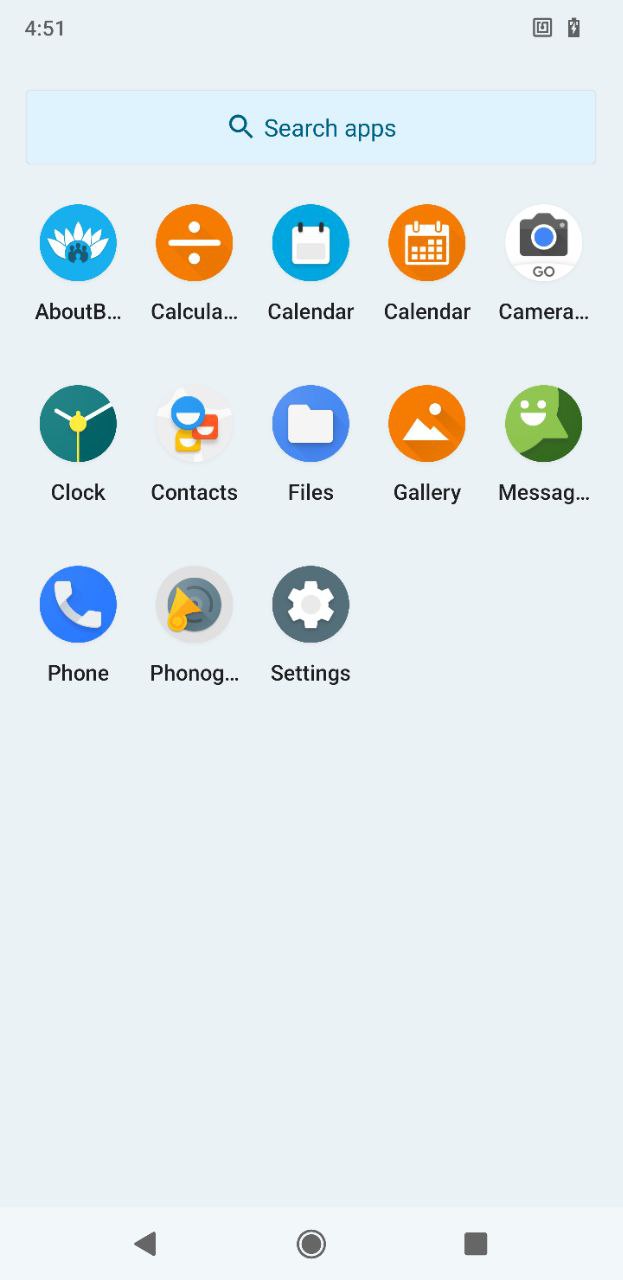 4:51
Search apps
AboutB...
Calcula...
Calendar
Calendar
GO
Camera...
Clock
Contacts
Files
Gallery
Messag...
Phone
Phonog...
Settings